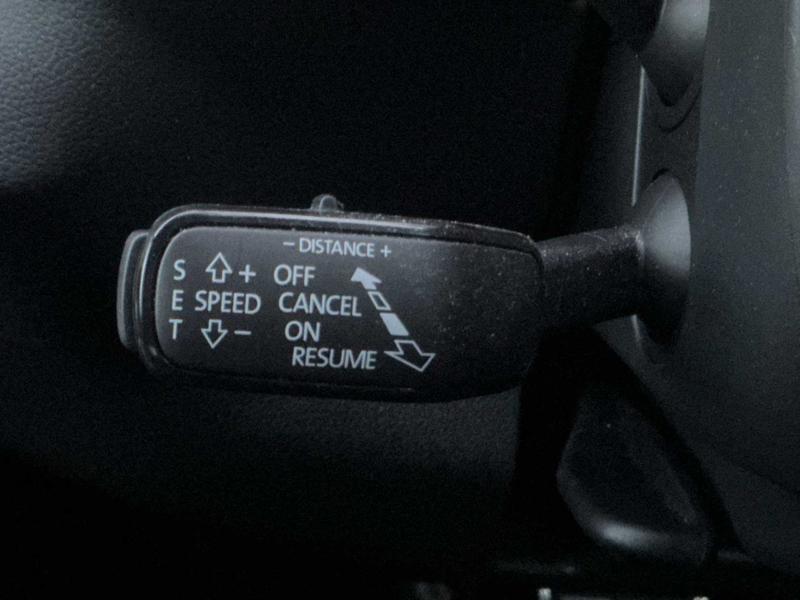 - DISTANCE +
S + OFF
E SPEED CANCEL
T - ON
RESUME